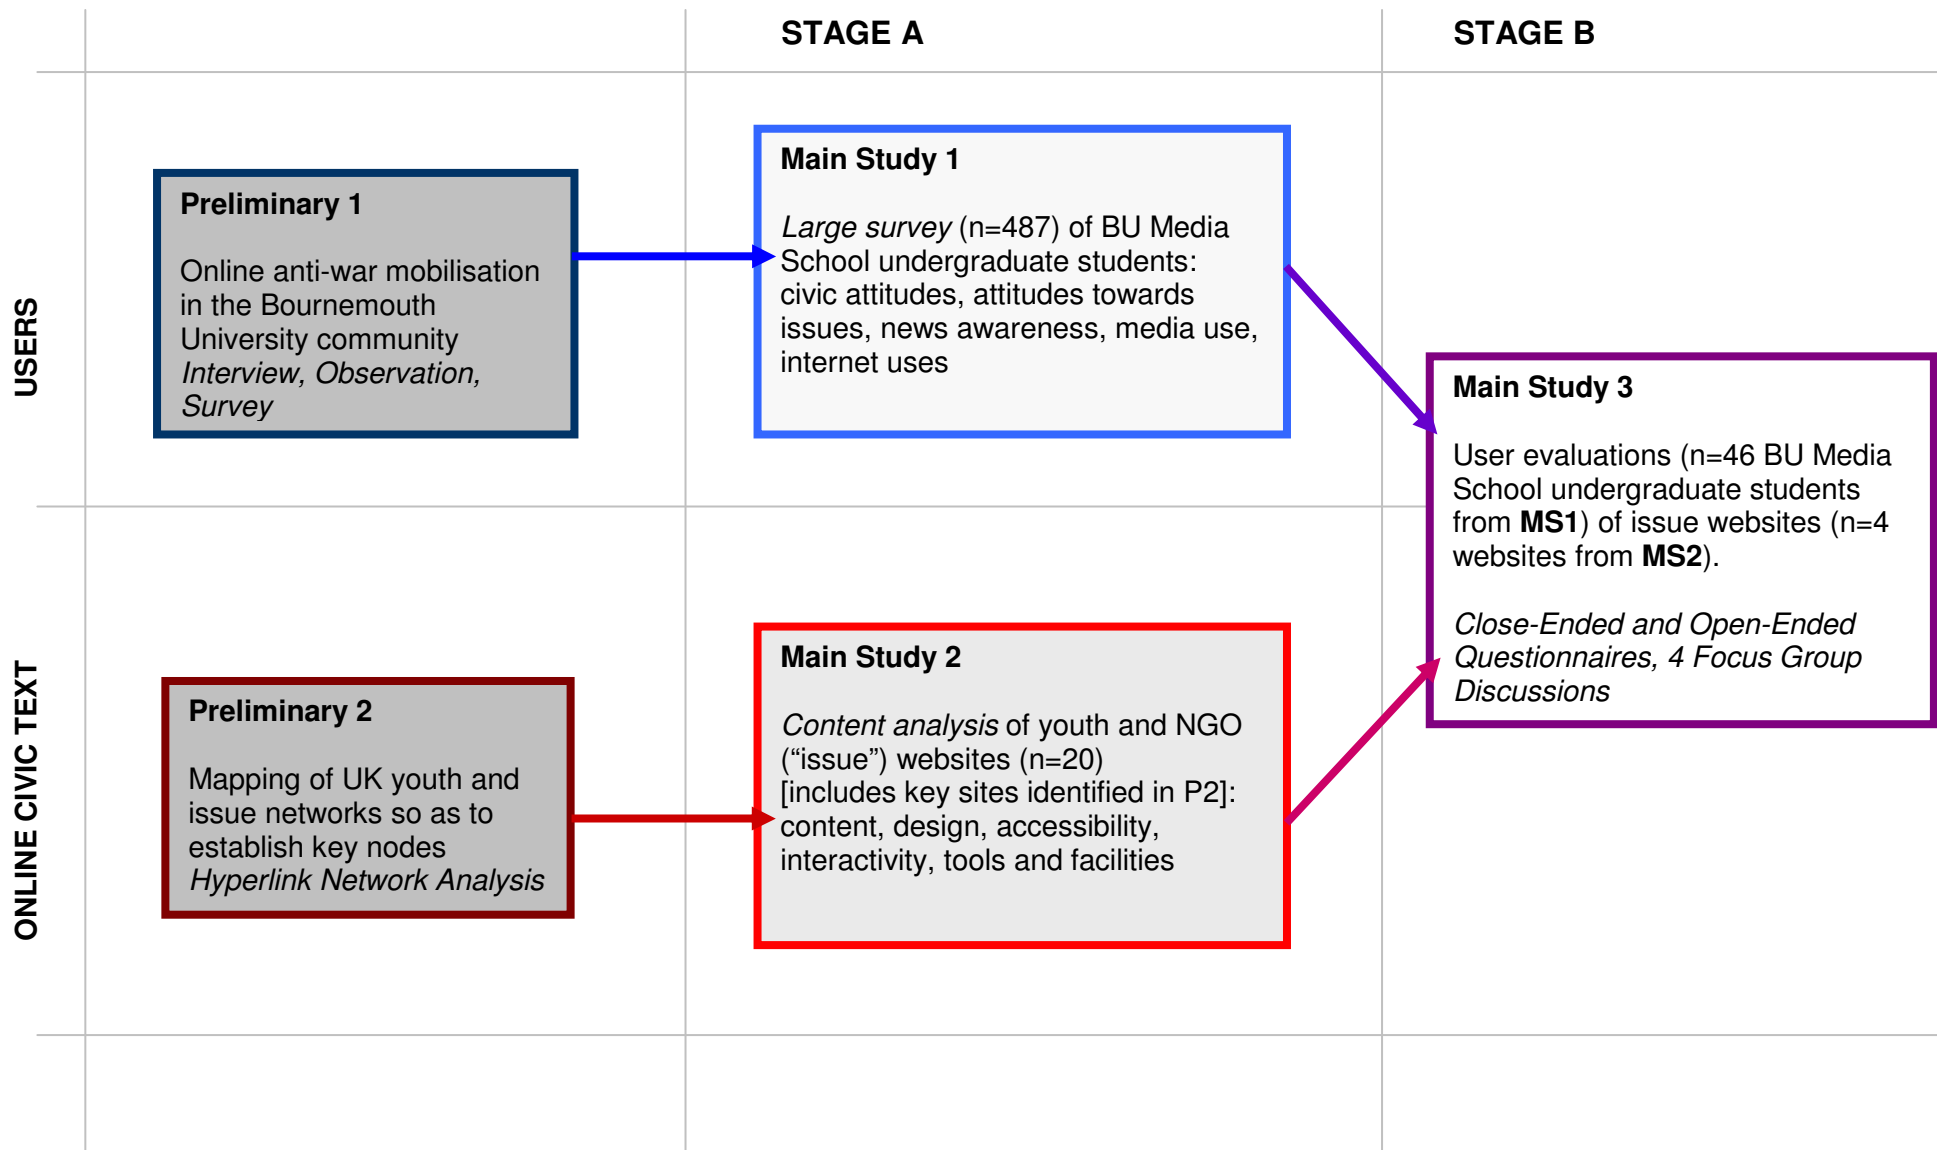 STAGE A
STAGE B
USERS
Preliminary 1
Online anti-war mobilisation
in the Bournemouth
University community
Interview, Observation,
Survey
Main Study 1
Large survey (n=487) of BU Media
School undergraduate students:
civic attitudes, attitudes towards
issues, news awareness, media use,
internet uses
Main Study 3
User evaluations (n=46 BU Media
School undergraduate students
from MS1) of issue websites (n=4
websites from MS2).
Close-Ended and Open-Ended
Questionnaires, 4 Focus Group
Discussions
ONLINE CIVIC TEXT
Preliminary 2
Mapping of UK youth and
issue networks so as to
establish key nodes
Hyperlink Network Analysis
Main Study 2
Content analysis of youth and NGO
(“issue”) websites (n=20)
[includes key sites identified in P2]:
content, design, accessibility,
interactivity, tools and facilities